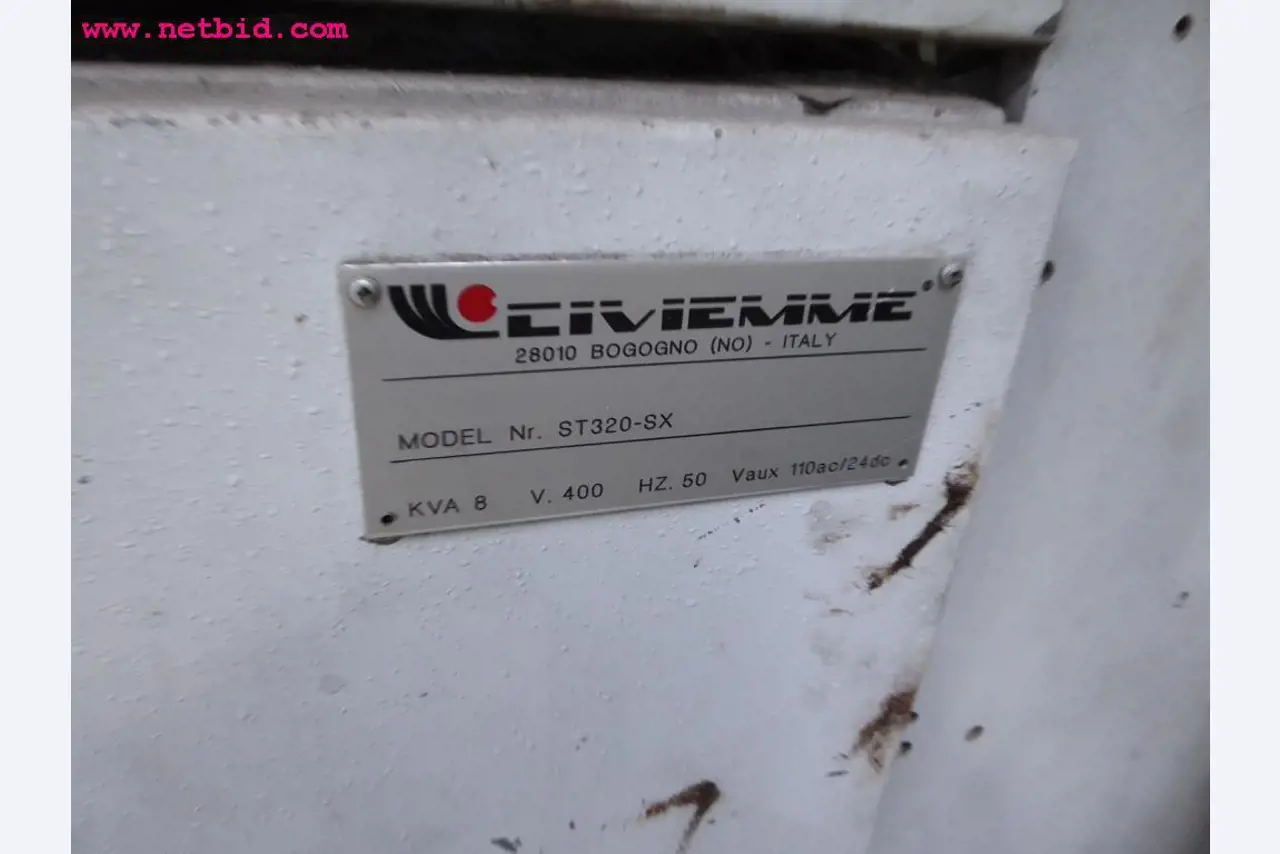 www.netbid.com
CIVIEMME
28010 BOGOGNO (NO) - ITALY
MODEL Nr. ST320-SX
KVA 8 V. 400 HZ. 50 Vaux 110ac/24dc